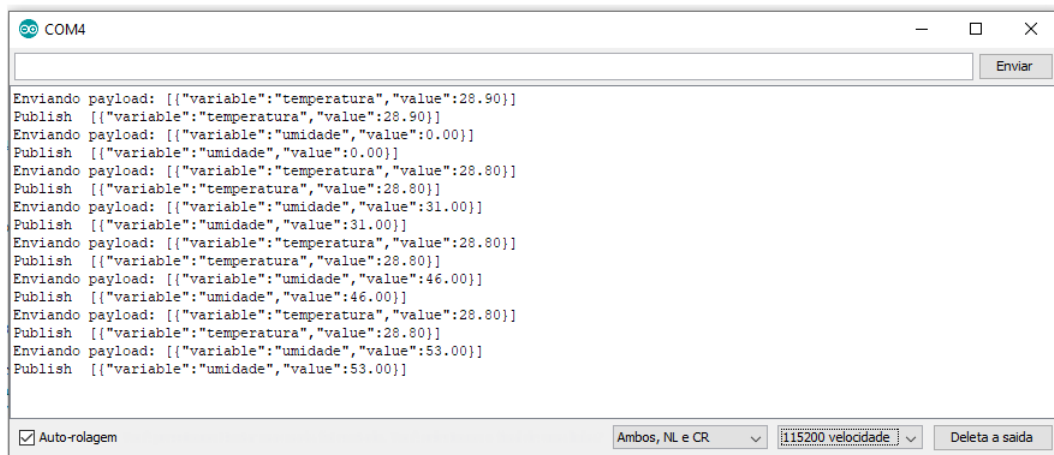 COM4
Enviar
Enviando payload: [{"variable":"temperatura","value":28.90}]
Publish  [{"variable":"temperatura","value":28.90}]
Enviando payload: [{"variable":"umidade","value":0.00}]
Publish  [{"variable":"umidade","value":0.00}]
Enviando payload: [{"variable":"temperatura","value":28.80}]
Publish  [{"variable":"temperatura","value":28.80}]
Enviando payload: [{"variable":"umidade","value":31.00}]
Publish  [{"variable":"umidade","value":31.00}]
Enviando payload: [{"variable":"temperatura","value":28.80}]
Publish  [{"variable":"temperatura","value":28.80}]
Enviando payload: [{"variable":"umidade","value":46.00}]
Publish  [{"variable":"umidade","value":46.00}]
Enviando payload: [{"variable":"temperatura","value":28.80}]
Publish  [{"variable":"temperatura","value":28.80}]
Enviando payload: [{"variable":"umidade","value":53.00}]
Publish  [{"variable":"umidade","value":53.00}]
Auto-rolagem Ambos, NL e CR 115200 velocidade Deleta a saida